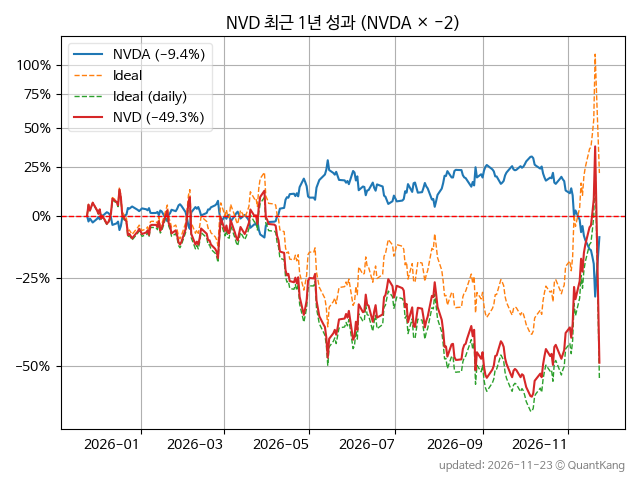 NVD 최근 1년 성과 (NVDA × −2)
NVDA (−9.4%)
Ideal
Ideal (daily)
NVD (−49.3%)
100%
75%
50%
25%
0%
−25%
−50%
2026−01 2026−03 2026−05 2026−07 2026−09 2026−11
updated: 2026−11−23 © QuantKang